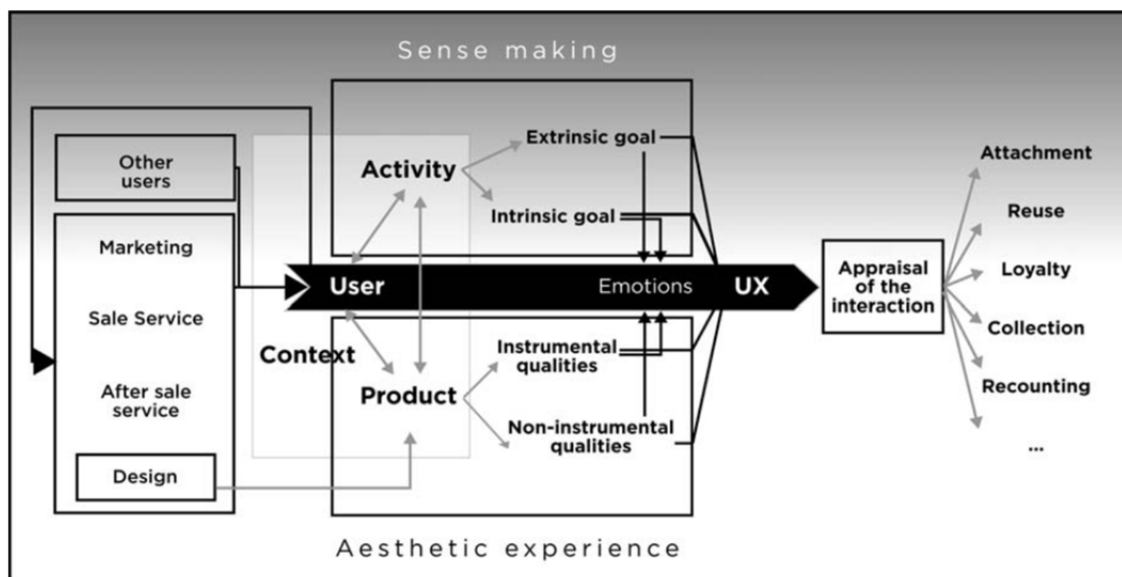 Sense making
Other
users
Marketing
Sale Service
After sale
service
Design
Activity
Extrinsic goal
Intrinsic goal
User
Emotions
UX
Context
Product
Instrumental
qualities
Non-instrumental
qualities
Aesthetic experience
Appraisal
of the
interaction
Attachment
Reuse
Loyalty
Collection
Recounting
...